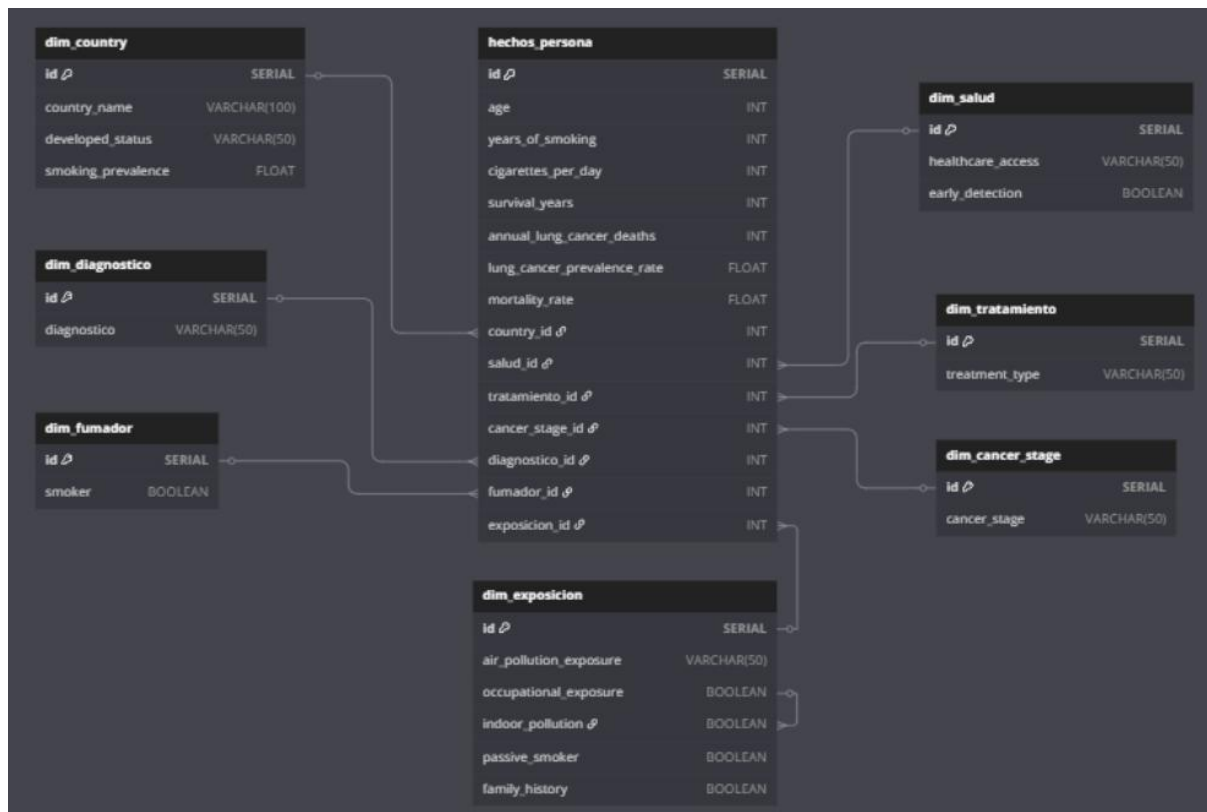 dim_country
id SERIAL
country_name VARCHAR(100)
developed_status VARCHAR(50)
smoking_prevalence FLOAT
dim_diagnostico
id SERIAL
diagnostico VARCHAR(50)
dim_fumador
id SERIAL
smoker BOOLEAN
hechos_persona
id SERIAL
age INT
years_of_smoking INT
cigarettes_per_day INT
survival_years INT
annual_lung_cancer_deaths INT
lung_cancer_prevalence_rate FLOAT
mortality_rate FLOAT
country_id INT
salud_id INT
tratamiento_id INT
cancer_stage_id INT
diagnostico_id INT
fumador_id INT
exposicion_id INT
dim_exposicion
id SERIAL
air_pollution_exposure VARCHAR(50)
occupational_exposure BOOLEAN
indoor_pollution BOOLEAN
passive_smoker BOOLEAN
family_history BOOLEAN
dim_salud
id SERIAL
healthcare_access VARCHAR(50)
early_detection BOOLEAN
dim_tratamiento
id SERIAL
treatment_type VARCHAR(50)
dim_cancer_stage
id SERIAL
cancer_stage VARCHAR(50)